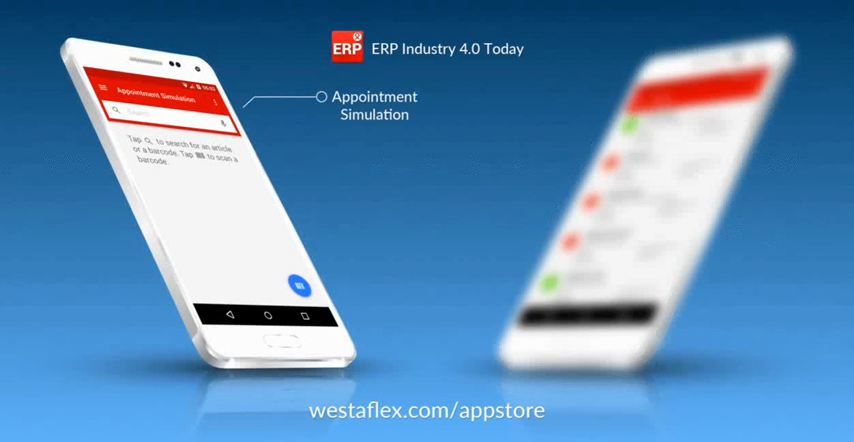 ERP
ERP Industry 4.0 Today
Appointment
Simulation
Appointment Simulation
Search...
Tap to search for an article
or a barcode. Tap to scan a
barcode.
westaflex.com/appstore